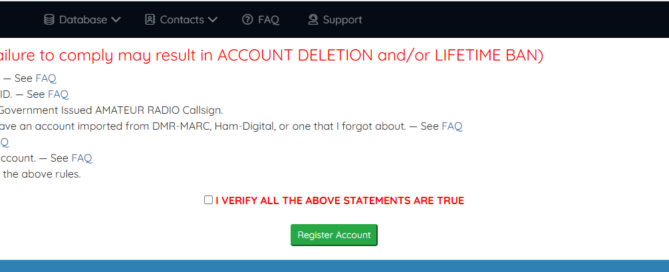 Database Contacts FAQ Support
ailure to comply may result in ACCOUNT DELETION and/or LIFETIME BAN)
— See FAQ
ID. — See FAQ
Government Issued AMATEUR RADIO Callsign.
ave an account imported from DMR-MARC, Ham-Digital, or one that I forgot about. — See FAQ
Q
ccount. — See FAQ
the above rules.
I VERIFY ALL THE ABOVE STATEMENTS ARE TRUE
Register Account